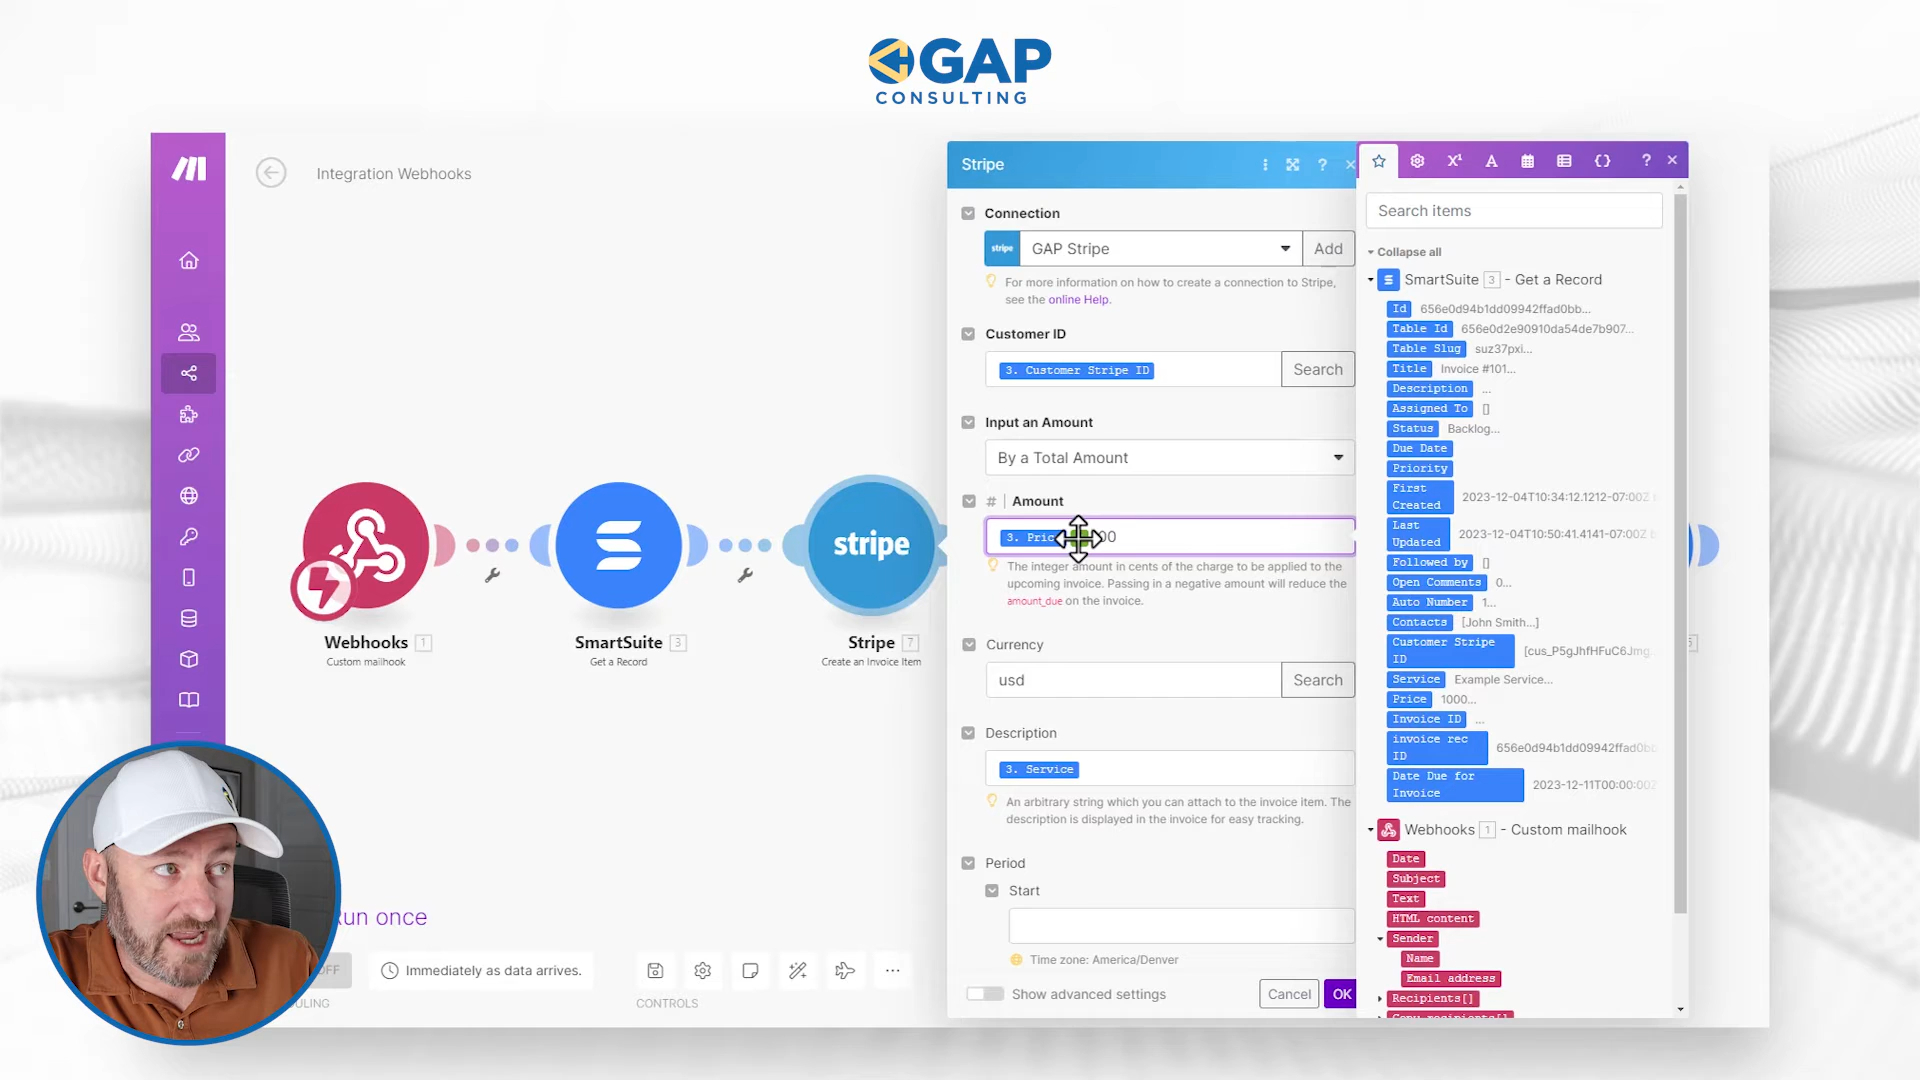 GAP
CONSULTING
Integration Webhooks
Stripe
?
Connection
stripe
GAP Stripe
Add
For more information on how to create a connection to Stripe,
see the online Help.
Customer ID
3. Customer Stripe ID
Search
Input an Amount
By a Total Amount
# | Amount
3.
The integer amount in cents of the charge to be applied to the
upcoming invoice. Passing in a negative amount will reduce the
amount_due on the invoice.
Currency
usd
Search
Description
3. Service
An arbitrary string which you can attach to the invoice item. The
description is displayed in the invoice for easy tracking.
Period
Start
Time zone: America/Denver
Show advanced settings
Cancel
OK
stripe
Webhooks 1
Custom mailhook
SmartSuite 3
Get a Record
Stripe 7
Create an Invoice Item
Immediately as data arrives.
CONTROLS
X¹
A
?
Search items
Collapse all
SmartSuite 3 - Get a Record
Id 656e0d94b1dd09942ffad0bb...
Table Id 656e0d2e90910da54de7b907...
Table Slug suz37pxi...
Title Invoice #101...
Description ...
Assigned To []
Status Backlog...
Due Date
Priority
First
Created 2023-12-04T10:34:12.1212-07:00Z
Last
Updated 2023-12-04T10:50:41.4141-07:00Z
Followed by []
Open Comments 0...
Auto Number 1...
Contacts [John Smith...]
Customer Stripe
ID [cus_P5gJhfHFuC6Jmg...
Service Example Service...
Price 1000...
Invoice ID ...
invoice rec
ID 656e0d94b1dd09942ffad0bb
Date Due for
Invoice 2023-12-11T00:00:00Z
Webhooks 1 - Custom mailhook
Date
Subject
Text
HTML content
Sender
Name
Email address
Recipients[]